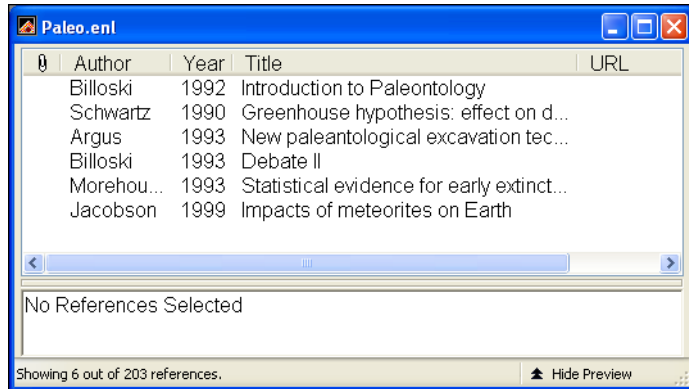 Paleo.enl
Author Year Title URL
Billoski 1992 Introduction to Paleontology
Schwartz 1990 Greenhouse hypothesis: effect on d...
Argus 1993 New paleantological excavation tec...
Billoski 1993 Debate II
Morehou... 1993 Statistical evidence for early extinct...
Jacobson 1999 Impacts of meteorites on Earth
No References Selected
Showing 6 out of 203 references. Hide Preview